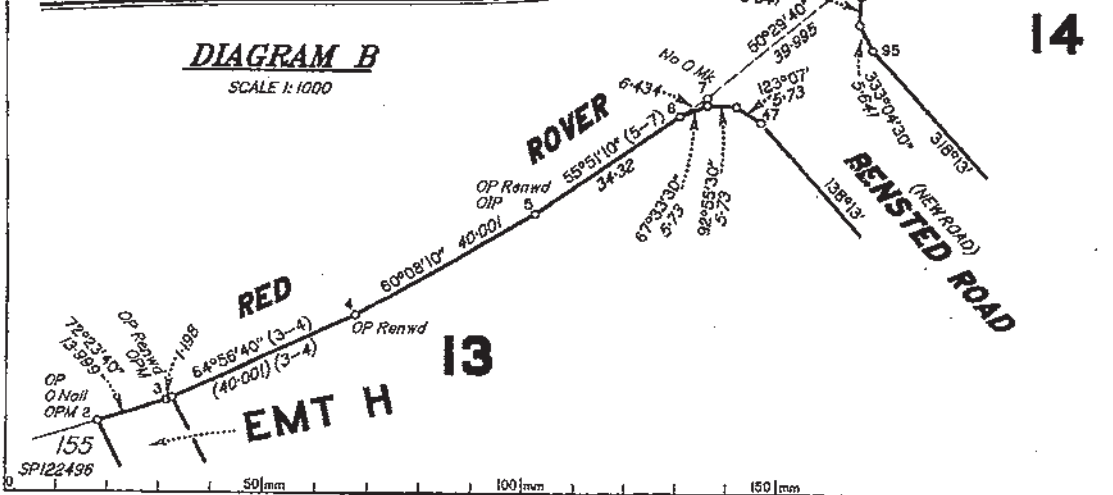 DIAGRAM B
SCALE 1:1000
14
50°29'40"
39·995
No O Mk
7
6·434
6
123°07'
5·73
47
95
333°04'30"
5·641
318°13'
ROVER
55°51'10" (5-7)
34·32
67°33'30"
5·73
92°55'30"
5·73
138°13'
BENSTED ROAD
(NEW ROAD)
OP Renwd
OIP
5
60°08'10" 40·001
RED
4
OP Renwd
64°56'40" (3-4)
(40·001) (3-4)
13
OP Renwd
OPM
3
1·198
72°23'40"
13·999
OP
O Nail
OPM 2
EMT H
155
SP122496
0 50 mm 100 mm 150 mm